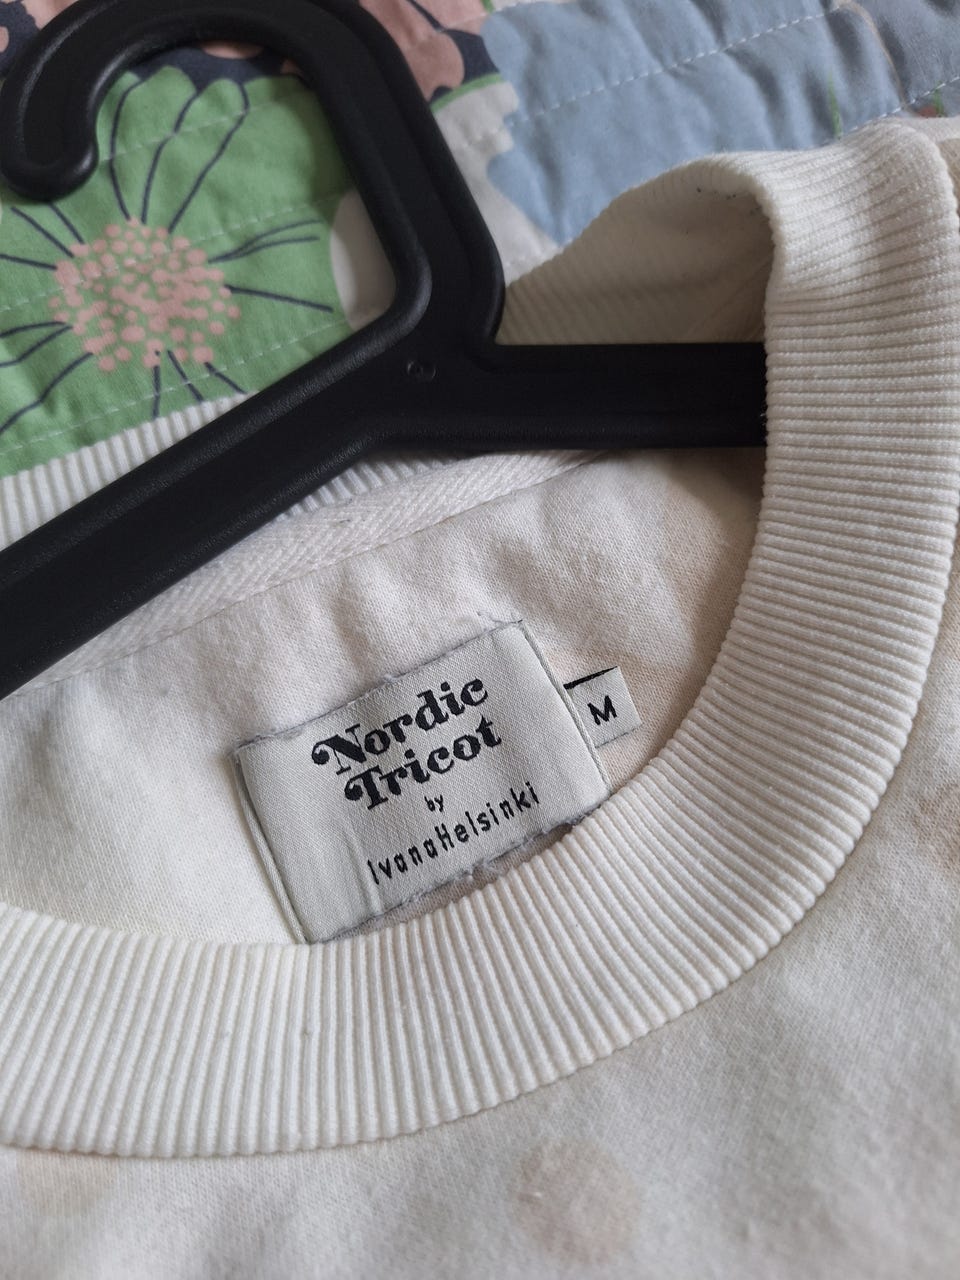 Nordic
Tricot
by
IvanaHelsinki
M